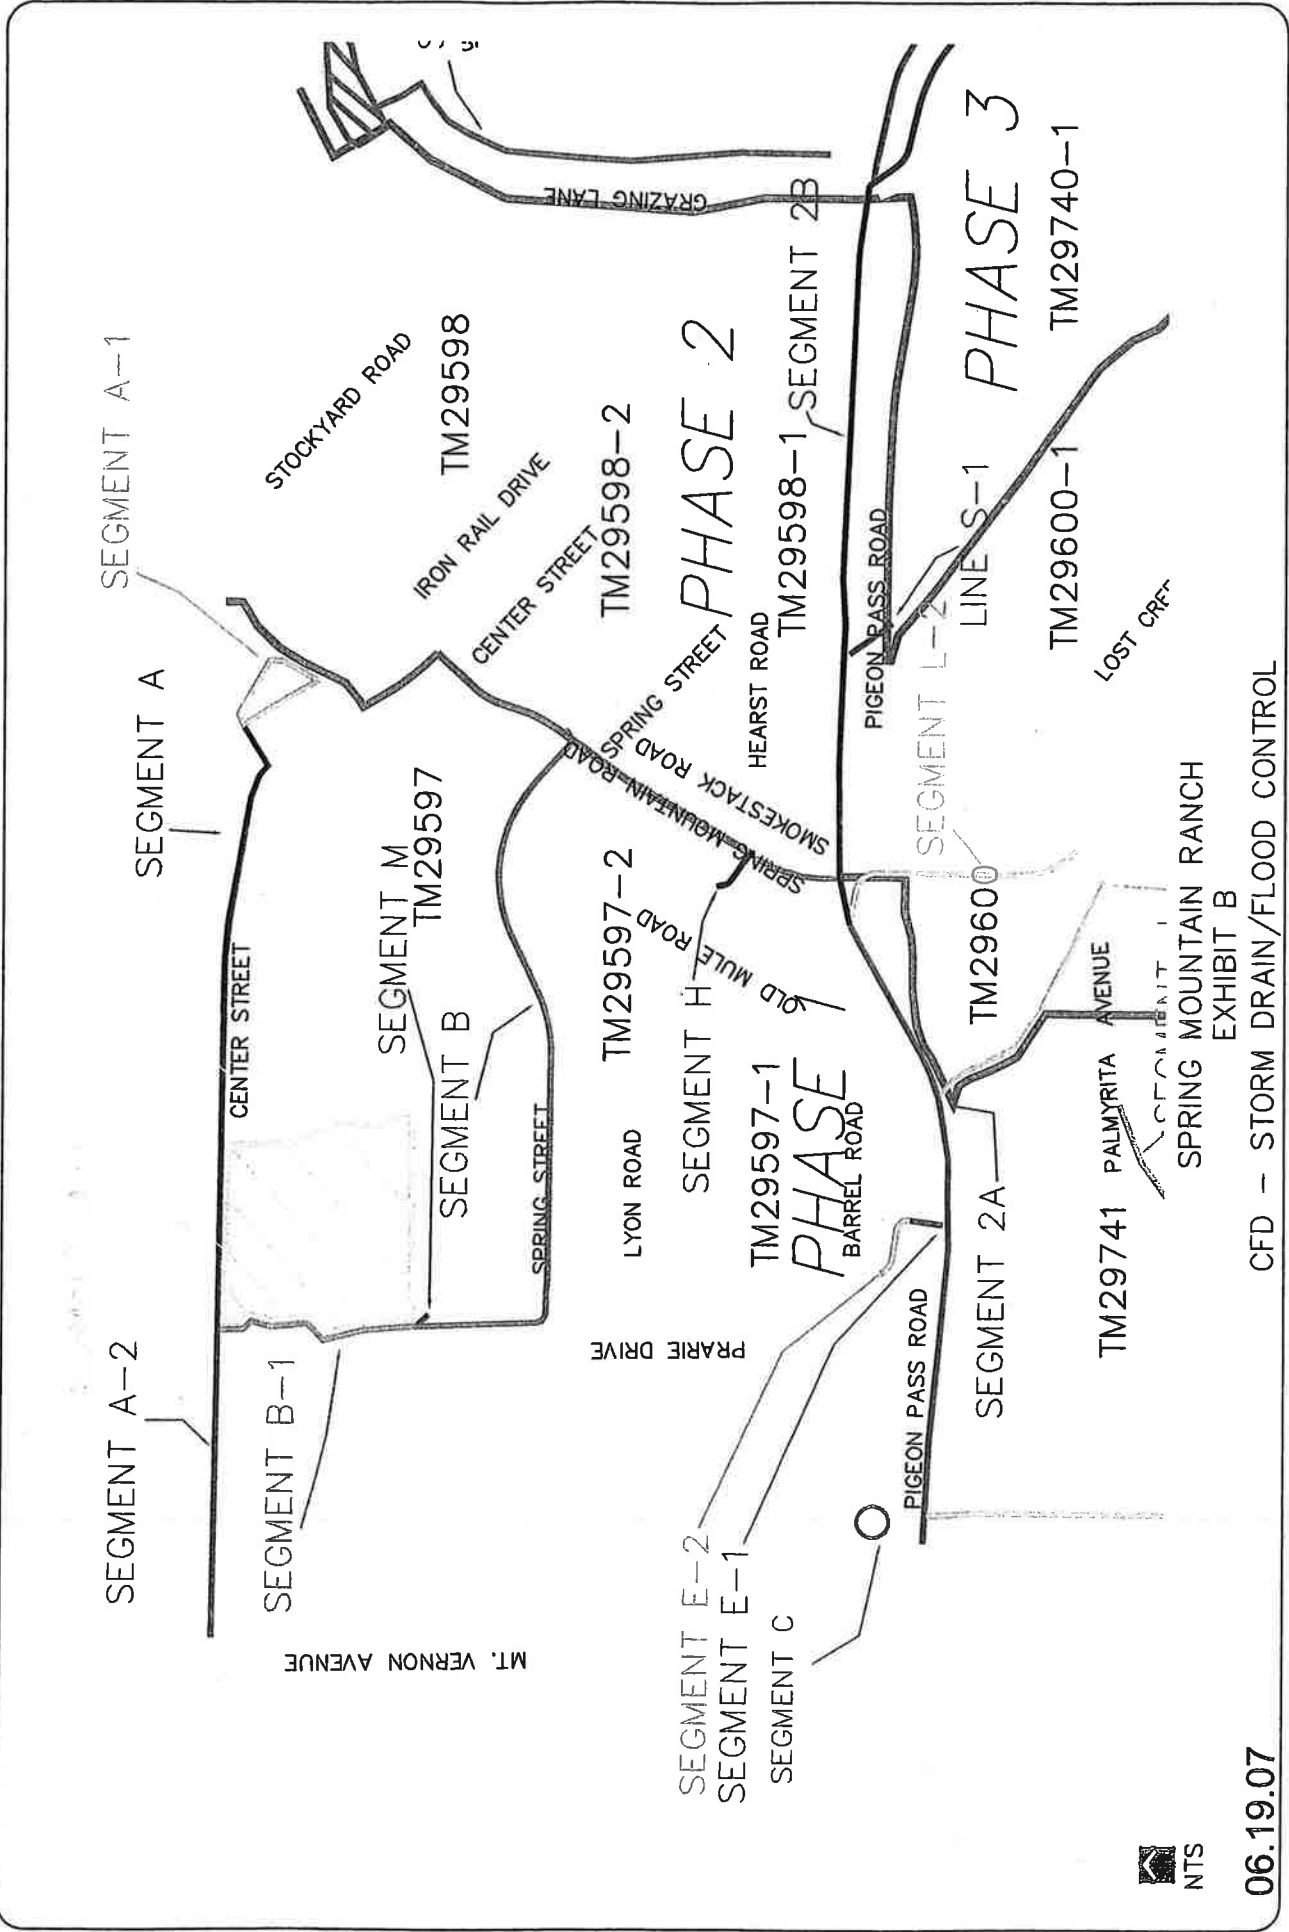 SEGMENT A-2
SEGMENT A
SEGMENT A-1
SEGMENT B-1
CENTER STREET
STOCKYARD ROAD
MT. VERNON AVENUE
SEGMENT M
TM29597
IRON RAIL DRIVE
TM29598
SEGMENT B
CENTER STREET
SPRING STREET
GRAZING LANE
LYON ROAD
TM29597-2
SPRING MOUNTAIN ROAD
SPRING STREET
TM29598-2
PRARIE DRIVE
OLD MULE ROAD
SMOKESTACK ROAD
SEGMENT H
PHASE 2
SEGMENT E-2
SEGMENT E-1
SEGMENT C
TM29597-1
HEARST ROAD
TM29598-1
SEGMENT 2B
PHASE 1
BARREL ROAD
PIGEON PASS ROAD
PIGEON PASS ROAD
SEGMENT L-2
LINE S-1
PHASE 3
SEGMENT 2A
TM29600
TM29600-1
TM29740-1
TM29741
PALMYRITA AVENUE
LOST
SPRING MOUNTAIN RANCH
EXHIBIT B
CFD - STORM DRAIN/FLOOD CONTROL
NTS
06.19.07